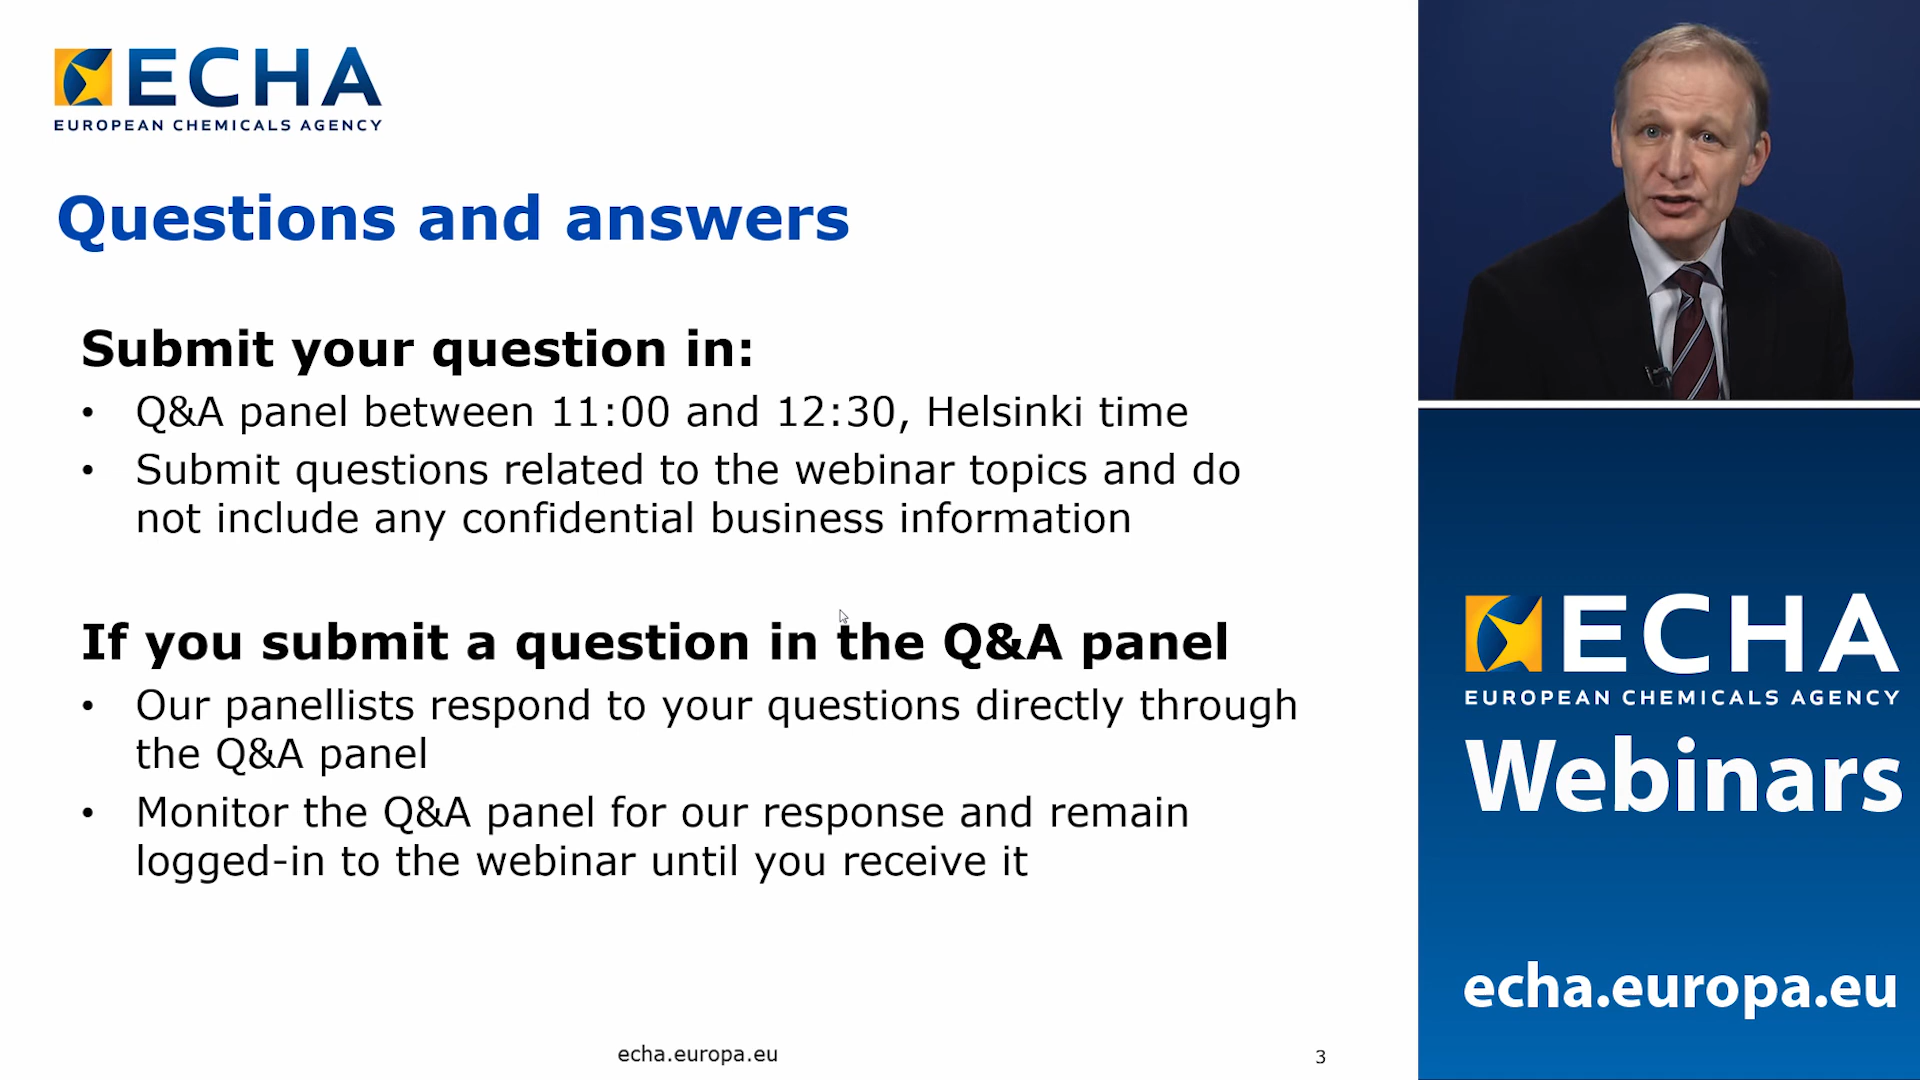 ECHA
EUROPEAN CHEMICALS AGENCY
Questions and answers
Submit your question in:
• Q&A panel between 11:00 and 12:30, Helsinki time
• Submit questions related to the webinar topics and do
not include any confidential business information
If you submit a question in the Q&A panel
• Our panellists respond to your questions directly through
the Q&A panel
• Monitor the Q&A panel for our response and remain
logged-in to the webinar until you receive it
echa.europa.eu
3
ECHA
EUROPEAN CHEMICALS AGENCY
Webinars
echa.europa.eu